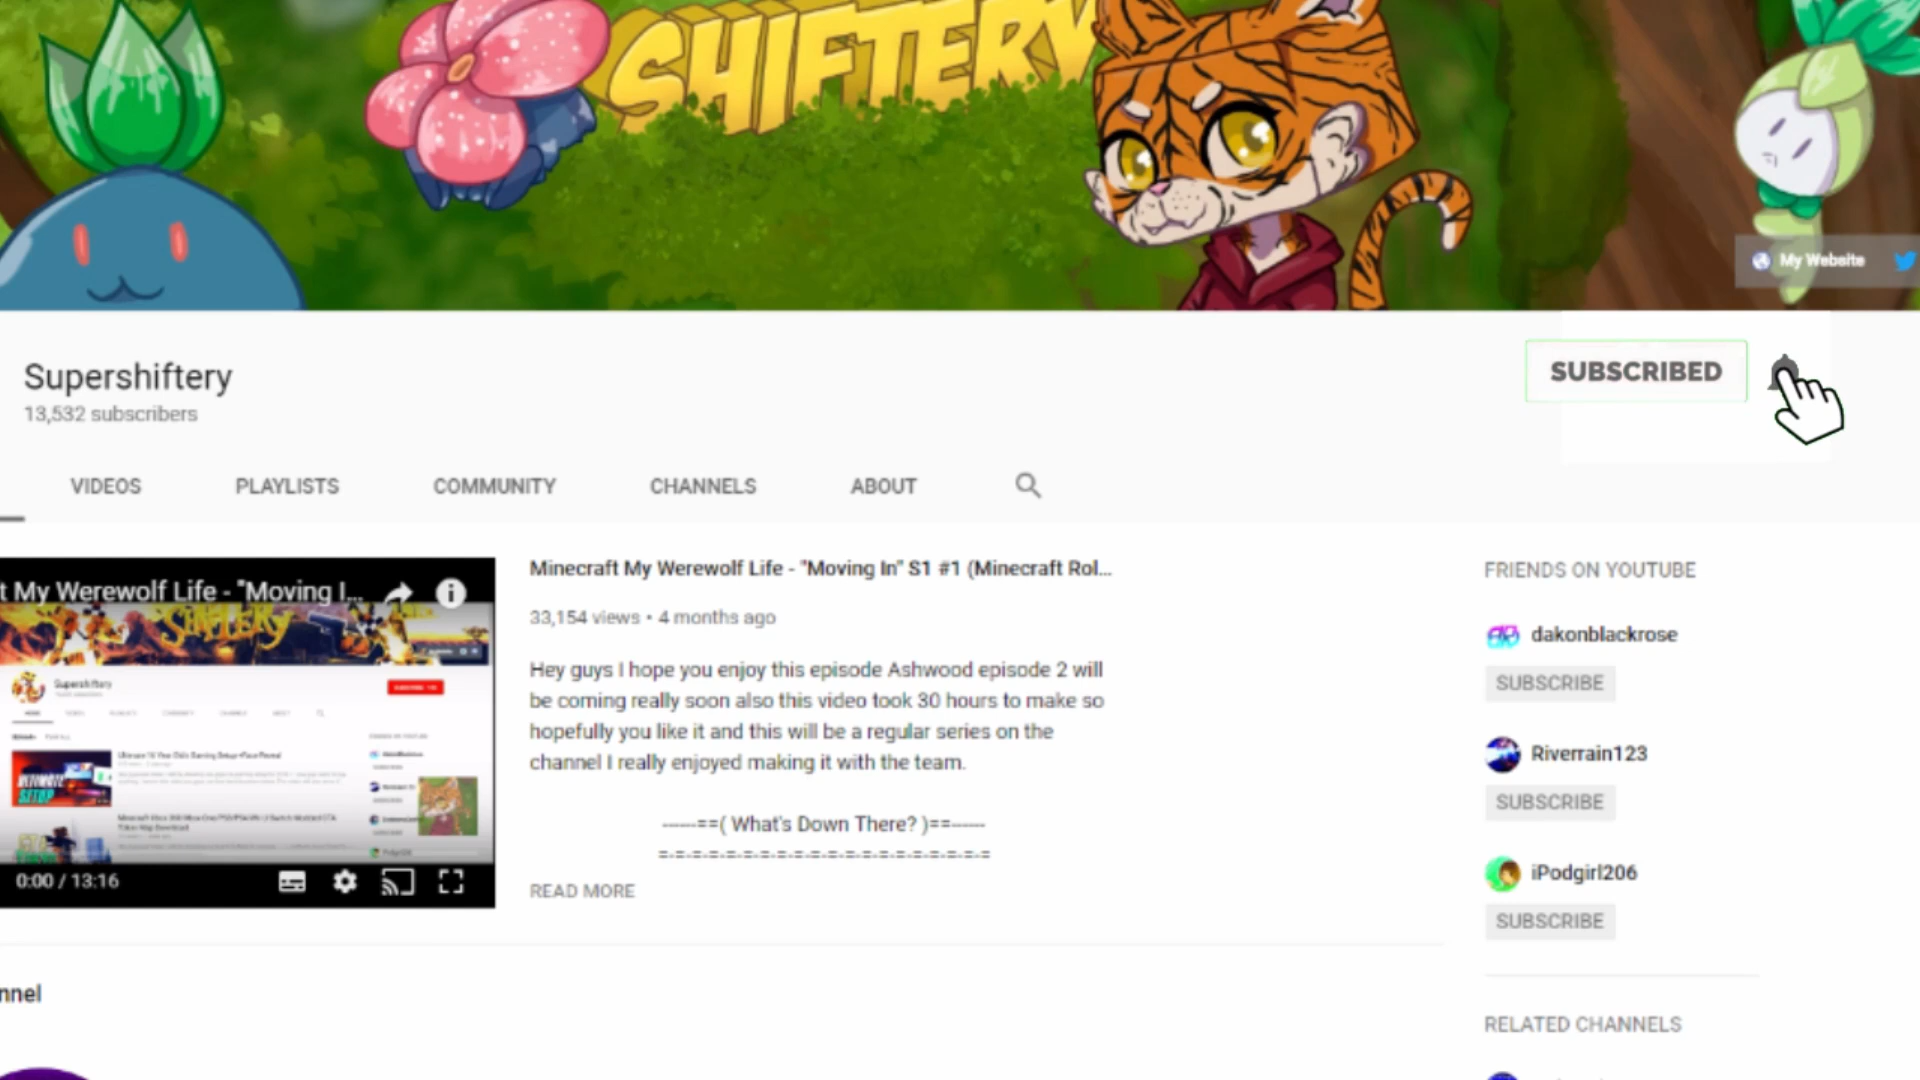 SHIFTERY
My Website
Supershiftery
13,532 subscribers
SUBSCRIBED
VIDEOS
PLAYLISTS
COMMUNITY
CHANNELS
ABOUT
t My Werewolf Life - "Moving I...
Supershiftery
ULTIMATE
SETUP
0:00 / 13:16
Minecraft My Werewolf Life - "Moving In" S1 #1 (Minecraft Rol...
33,154 views • 4 months ago
Hey guys I hope you enjoy this episode Ashwood episode 2 will
be coming really soon also this video took 30 hours to make so
hopefully you like it and this will be a regular series on the
channel I really enjoyed making it with the team.
------==( What's Down There? )==------
=-=-=-=-=-=-=-=-=-=-=-=-=-=-=-=-=-=-=-=
READ MORE
FRIENDS ON YOUTUBE
dakonblackrose
SUBSCRIBE
Riverrain123
SUBSCRIBE
iPodgirl206
SUBSCRIBE
RELATED CHANNELS
nnel